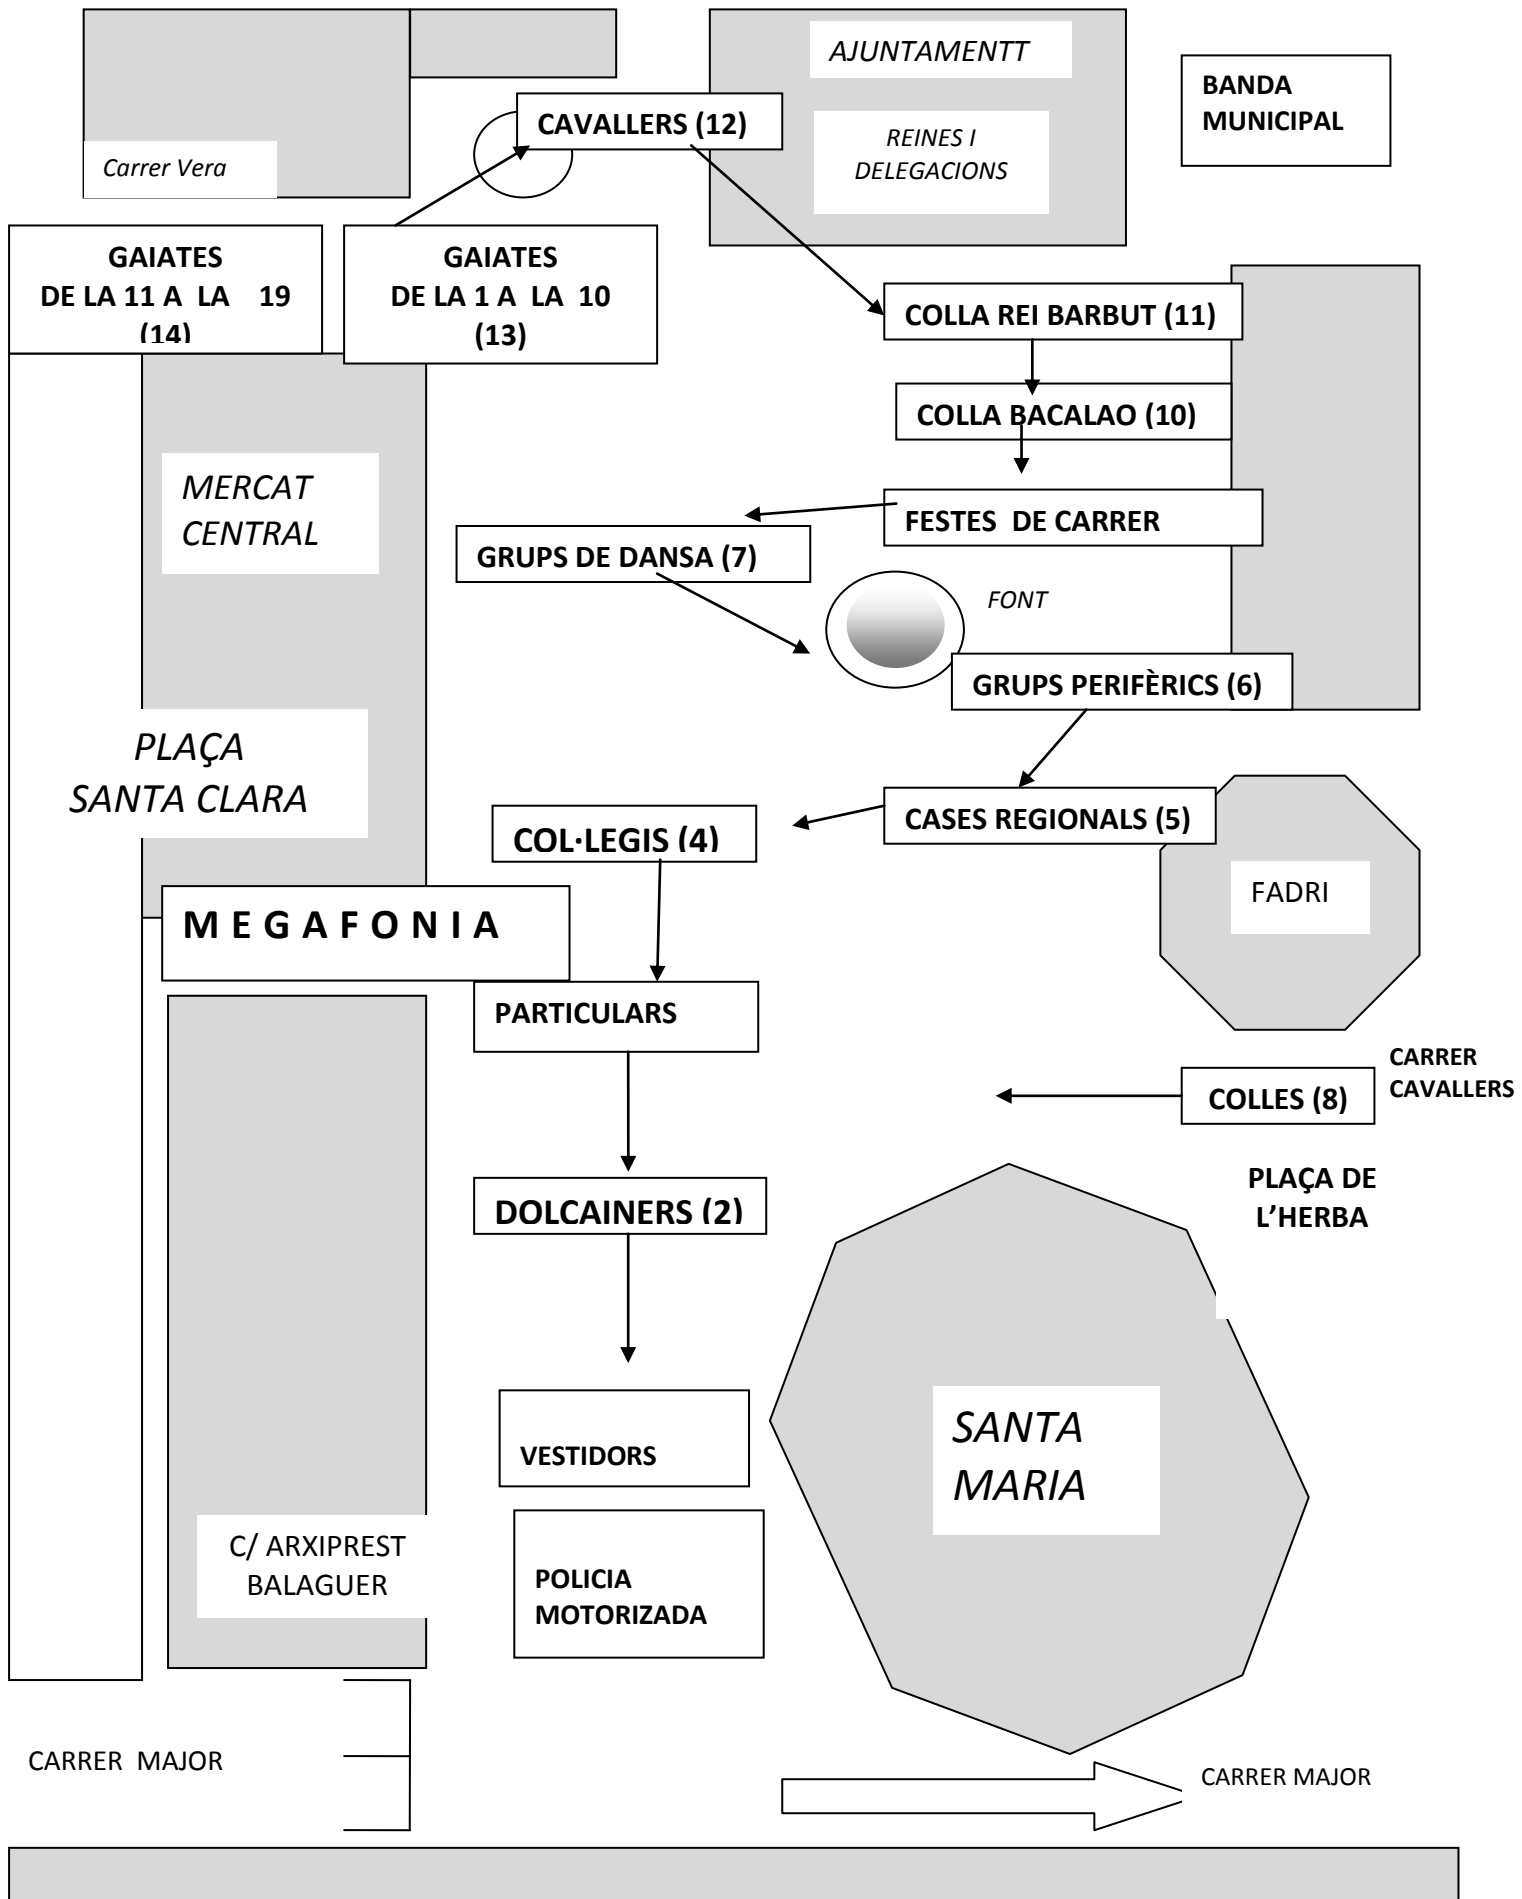 AJUNTAMENTT
BANDA
MUNICIPAL
CAVALLERS (12)
REINES I
DELEGACIONS
Carrer Vera
GAIATES
DE LA 11 A LA 19
(14)
GAIATES
DE LA 1 A LA 10
(13)
COLLA REI BARBUT (11)
COLLA BACALAO (10)
MERCAT
CENTRAL
FESTES DE CARRER
GRUPS DE DANSA (7)
FONT
GRUPS PERIFÈRICS (6)
PLAÇA
SANTA CLARA
CASES REGIONALS (5)
COL·LEGIS (4)
FADRI
MEGAFONIA
PARTICULARS
CARRER
CAVALLERS
COLLES (8)
PLAÇA DE
L’HERBA
DOLCAINERS (2)
SANTA
MARIA
VESTIDORS
C/ ARXIPREST
BALAGUER
POLICIA
MOTORIZADA
CARRER MAJOR
CARRER MAJOR